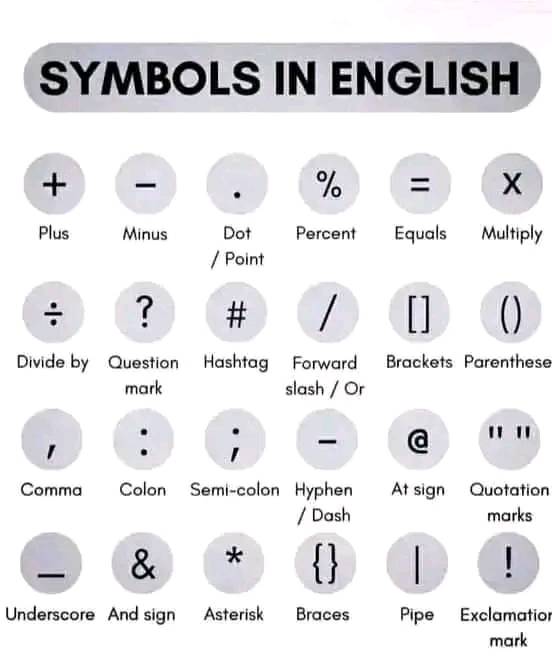 SYMBOLS IN ENGLISH
+ − . % = x
Plus Minus Dot / Point Percent Equals Multiply
÷ ? # / [] ()
Divide by Question mark Hashtag Forward slash / Or Brackets Parenthese
, : ; – @ " "
Comma Colon Semi-colon Hyphen / Dash At sign Quotation marks
_ & * {} | !
Underscore And sign Asterisk Braces Pipe Exclamation mark